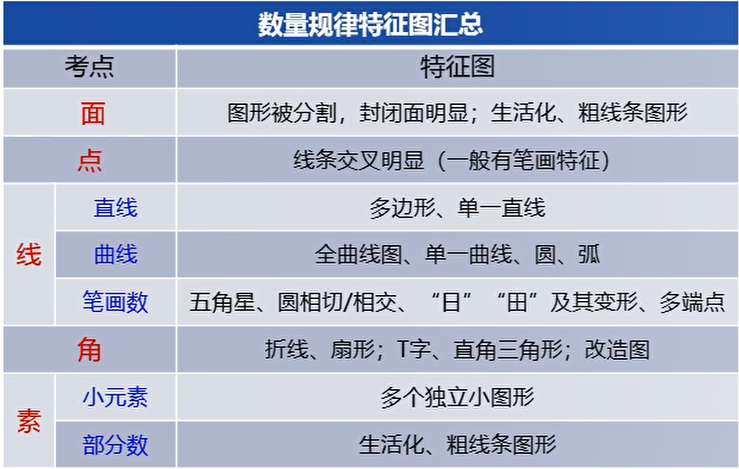 数量规律特征图汇总
考点 特征图
面 图形被分割，封闭面明显；生活化、粗线条图形
点 线条交叉明显（一般有笔画特征）
线 直线 多边形、单一直线
曲线 全曲线图、单一曲线、圆、弧
笔画数 五角星、圆相切/相交、“日”“田”及其变形、多端点
角 折线、扇形；T字、直角三角形；改造图
素 小元素 多个独立小图形
部分数 生活化、粗线条图形